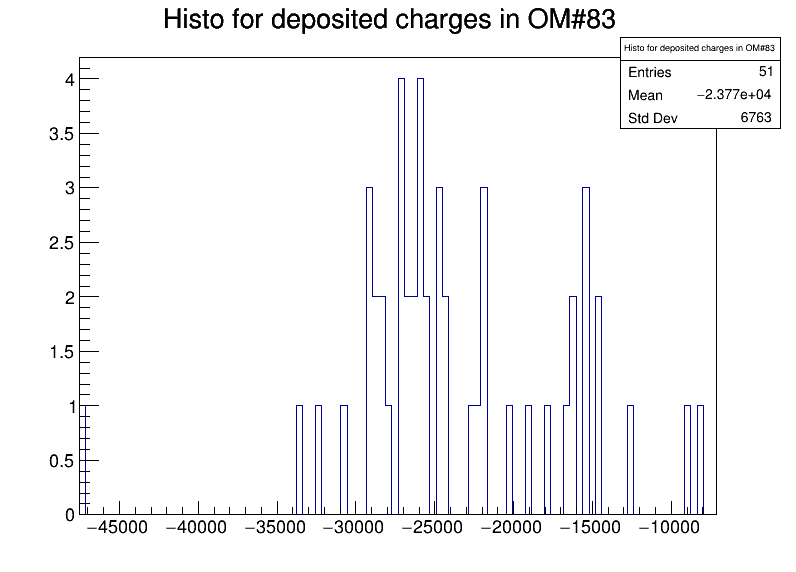 Histo for deposited charges in OM#83
Histo for deposited charges in OM#83
Entries 51
Mean −2.377e+04
Std Dev 6763
4
3.5
3
2.5
2
1.5
1
0.5
0
−45000 −40000 −35000 −30000 −25000 −20000 −15000 −10000